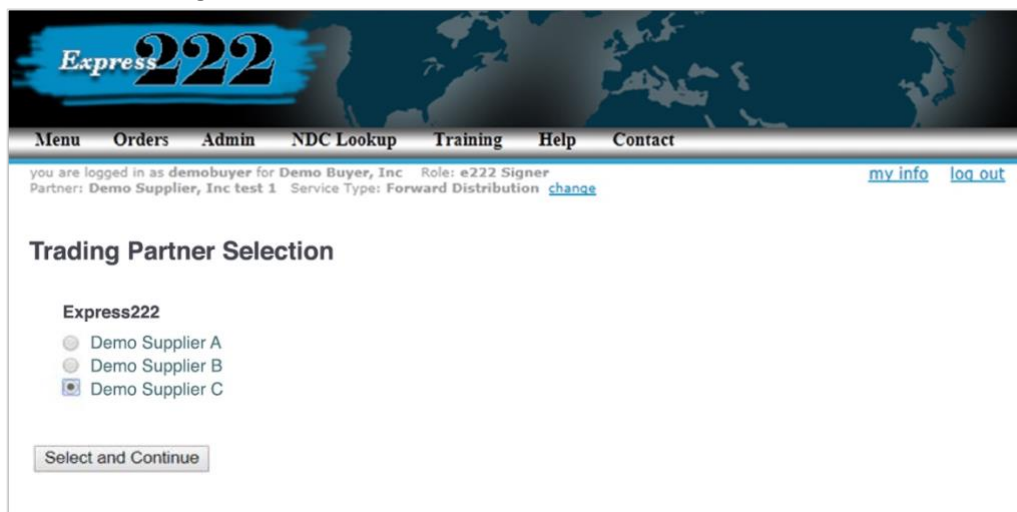 Express222
Menu Orders Admin NDC Lookup Training Help Contact
you are logged in as demobuyer for Demo Buyer, Inc Role: e222 Signer
Partner: Demo Supplier, Inc test 1 Service Type: Forward Distribution change
my info log out
Trading Partner Selection
Express222
Demo Supplier A
Demo Supplier B
Demo Supplier C
Select and Continue